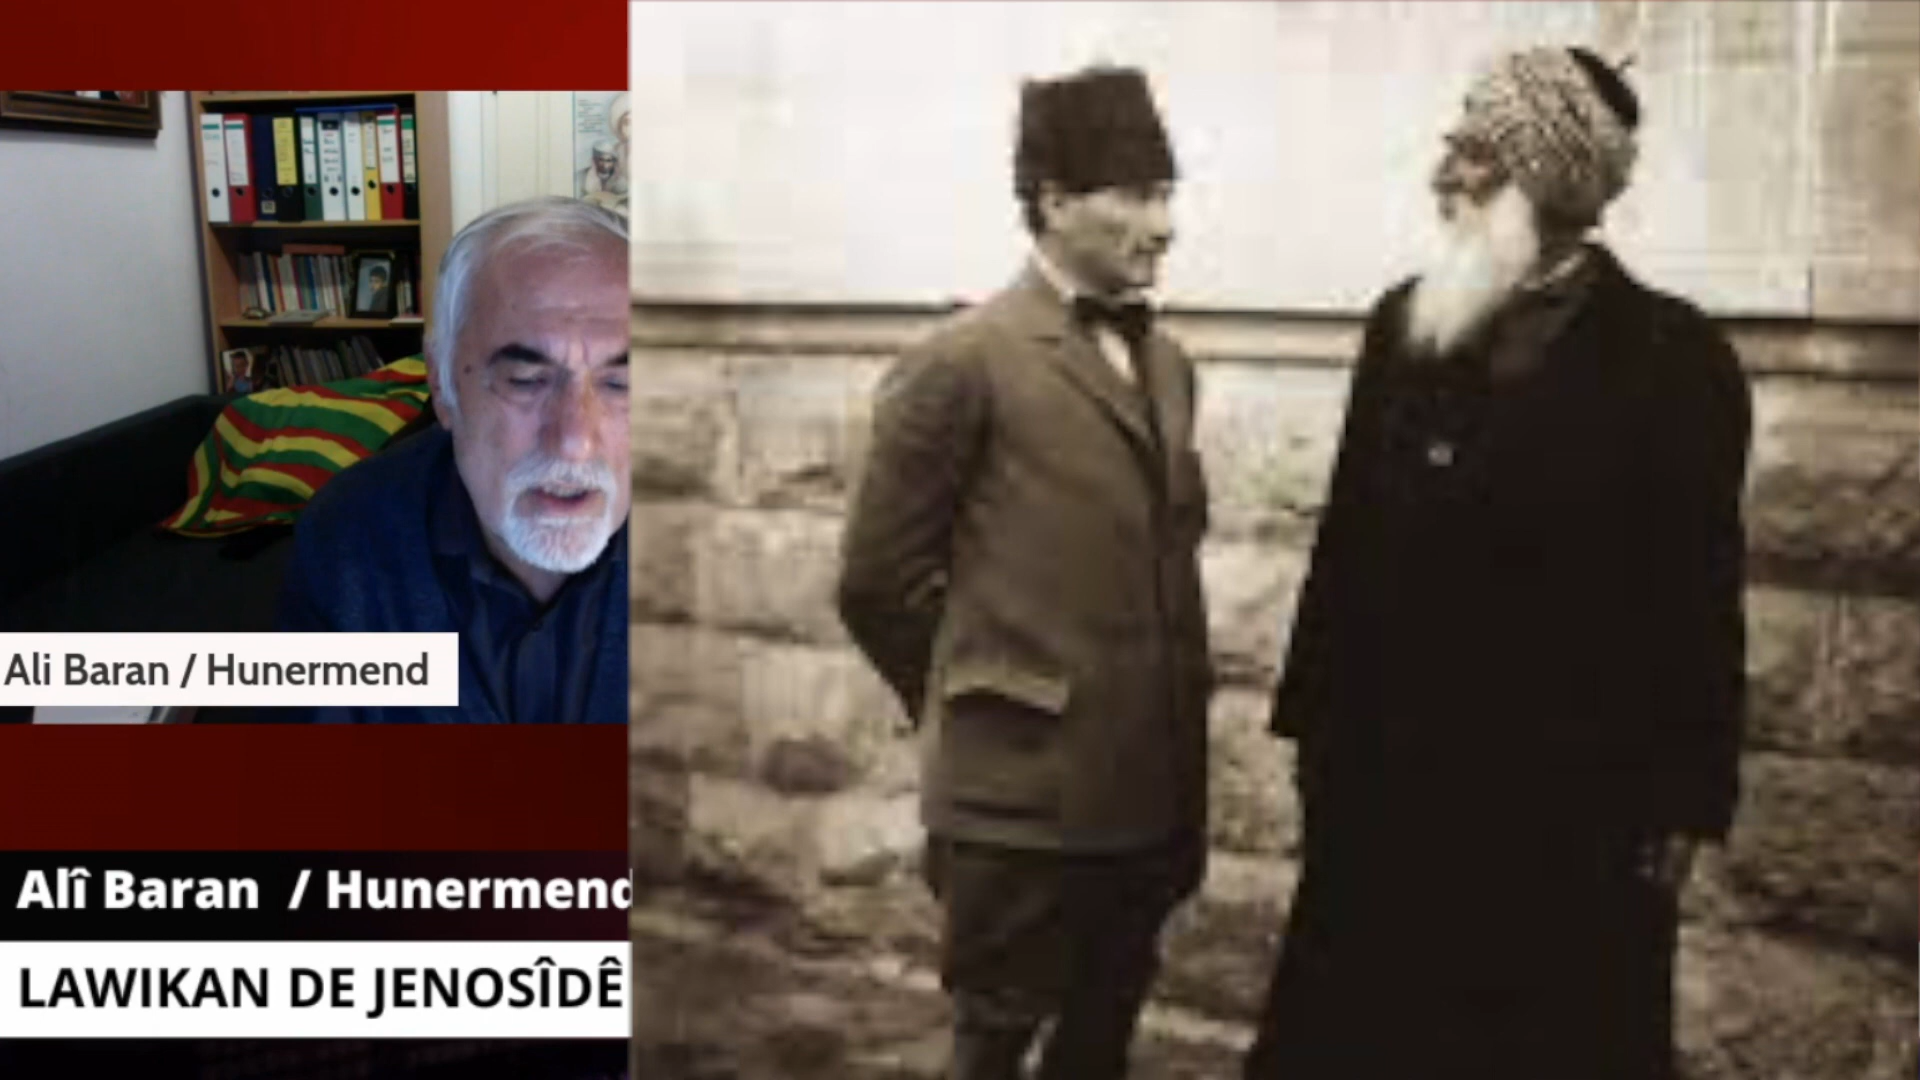 Ali Baran / Hunermend
Alî Baran / Hunermend
LAWIKAN DE JENOSÎDÊ